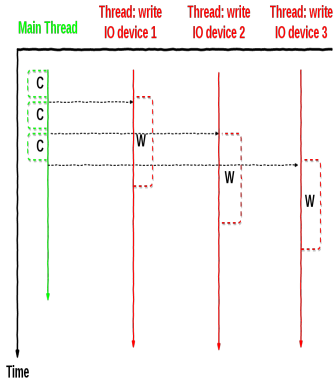 Main Thread
Thread: write
IO device 1
Thread: write
IO device 2
Thread: write
IO device 3
C
C
C
W
W
W
Time